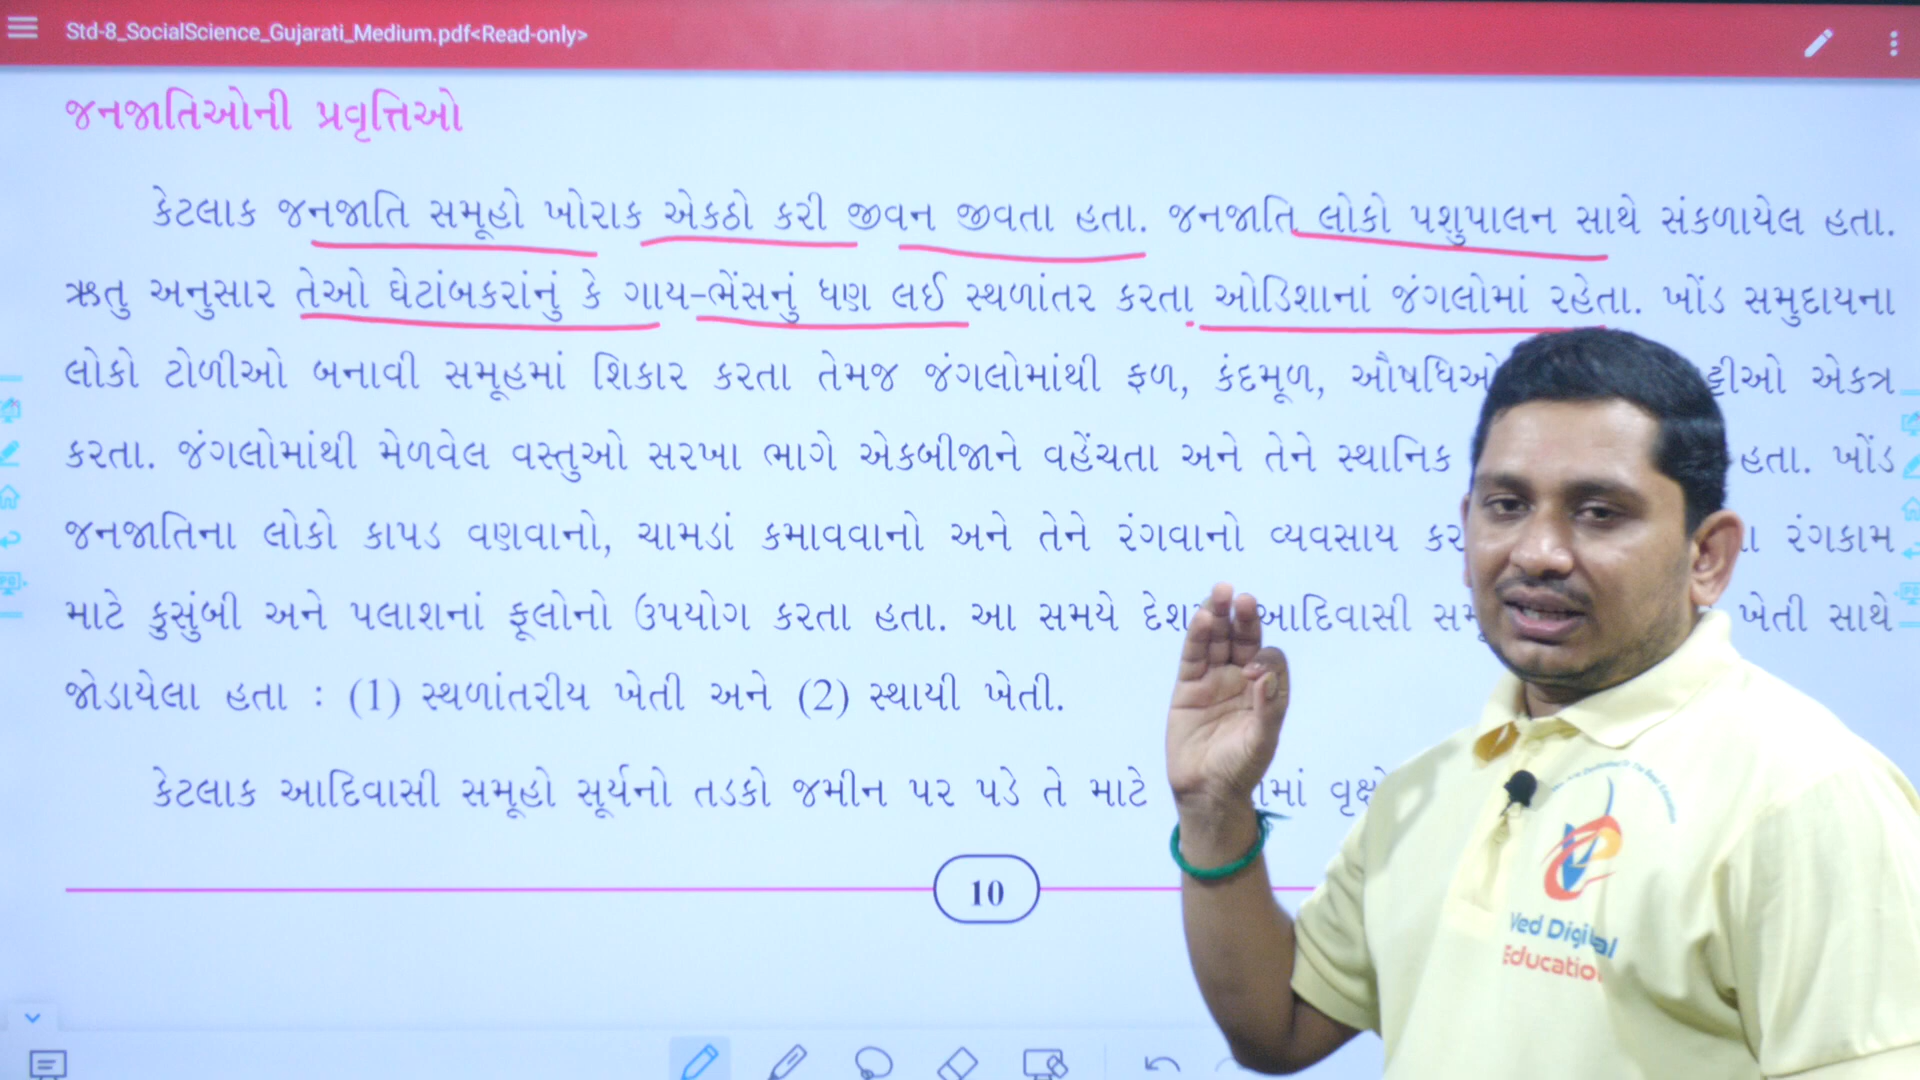 Std-8_SocialScience_Gujarati_Medium.pdf<Read-only>
જનજાતિઓની પ્રવૃત્તિઓ
કેટલાક જનજાતિ સમૂહો ખોરાક એકઠો કરી જીવન જીવતા હતા. જનજાતિ લોકો પશુપાલન સાથે સંકળાયેલ હતા.
ઋતુ અનુસાર તેઓ ઘેટાંબકરાંનું કે ગાય-ભેંસનું ધણ લઈ સ્થળાંતર કરતા ઓડિશાનાં જંગલોમાં રહેતા. ખોંડ સમુદાયના
લોકો ટોળીઓ બનાવી સમૂહમાં શિકાર કરતા તેમજ જંગલોમાંથી ફળ, કંદમૂળ, એકત્ર
કરતા. જંગલોમાંથી મેળવેલ વસ્તુઓ સરખા ભાગે એકબીજાને વહેંચતા અને તેને સ્થાનિક હતા. ખોંડ
જનજાતિના લોકો કાપડ વણવાનો, ચામડાં કમાવવાનો અને તેને રંગવાનો વ્યવસાય રંગકામ
માટે કુસુંબી અને પલાશનાં ફૂલોનો ઉપયોગ કરતા હતા. આ સમયે આદિવાસી ખેતી સાથે
જોડાયેલા હતા : (1) સ્થળાંતરીય ખેતી અને (2) સ્થાયી ખેતી.
કેટલાક આદિવાસી સમૂહો સૂર્યનો તડકો જમીન પર પડે તે માટે
10
Ved Digital
Education